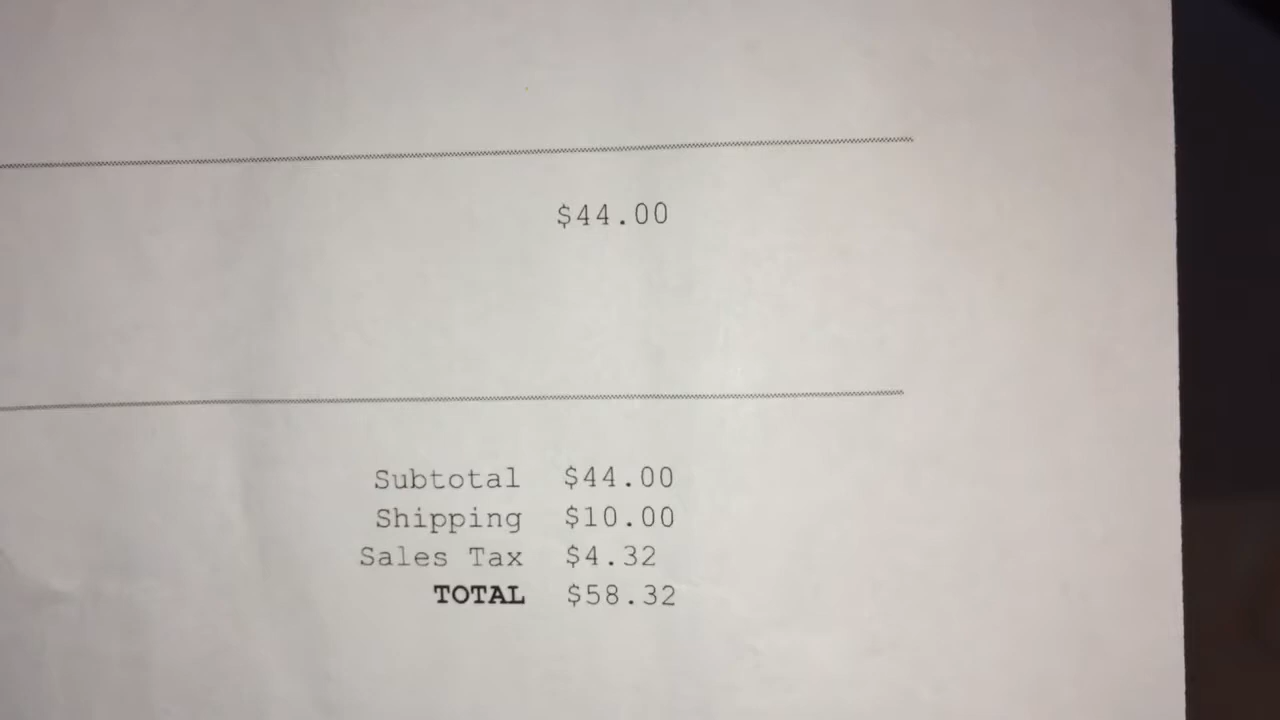 $44.00
Subtotal $44.00
Shipping $10.00
Sales Tax $4.32
TOTAL $58.32